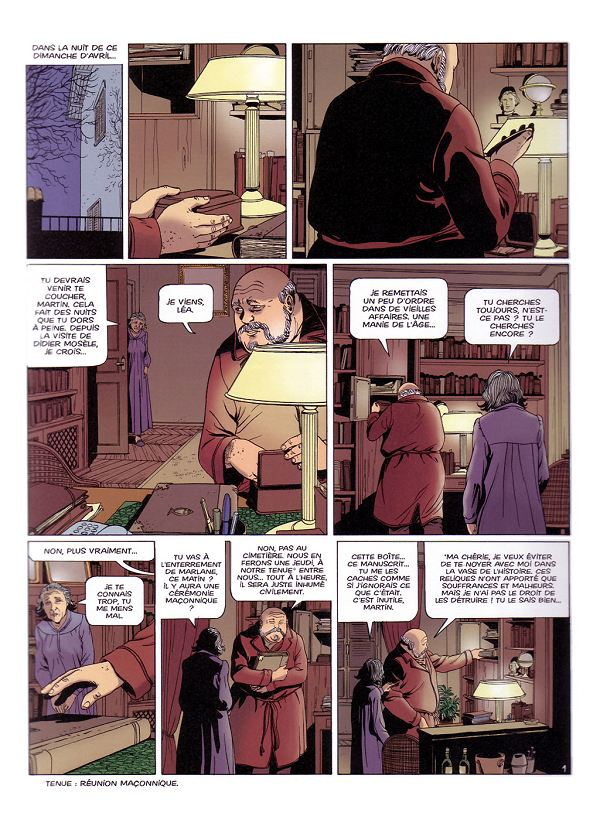 DANS LA NUIT DE CE
DIMANCHE D'AVRIL...
TU DEVRAIS
VENIR TE
COUCHER,
MARTIN. CELA
FAIT DES NUITS
QUE TU DORS
À PEINE. DEPUIS
LA VISITE DE
DIDIER MOSÈLE,
JE CROIS...
JE VIENS,
LÉA.
JE REMETTAIS
UN PEU D'ORDRE
DANS DE VIEILLES
AFFAIRES. UNE
MANIE DE L'ÂGE...
TU CHERCHES
TOUJOURS, N'EST-
CE PAS ? TU LE
CHERCHES
ENCORE ?
NON, PLUS VRAIMENT...
JE TE
CONNAIS
TROP, TU
ME MENS
MAL.
TU VAS À
L'ENTERREMENT
DE MARLANE,
CE MATIN ?
IL Y AURA UNE
CÉRÉMONIE
MAÇONNIQUE ?
NON, PAS AU
CIMETIÈRE. NOUS EN
FERONS UNE JEUDI, À
NOTRE TENUE* ENTRE
NOUS... TOUT À L'HEURE,
IL SERA JUSTE INHUMÉ
CIVILEMENT.
CETTE BOÎTE...
CE MANUSCRIT...
TU ME LES
CACHES COMME
SI J'IGNORAIS CE
QUE C'ÉTAIT.
C'EST INUTILE,
MARTIN.
"MA CHÉRIE, JE VEUX ÉVITER
DE TE NOYER AVEC MOI DANS
LA VASE DE L'HISTOIRE. CES
RELIQUES N'ONT APPORTÉ QUE
SOUFFRANCES ET MALHEURS.
MAIS JE N'AI PAS LE DROIT DE
LES DÉTRUIRE ! TU LE SAIS BIEN...
1
TENUE : RÉUNION MAÇONNIQUE.